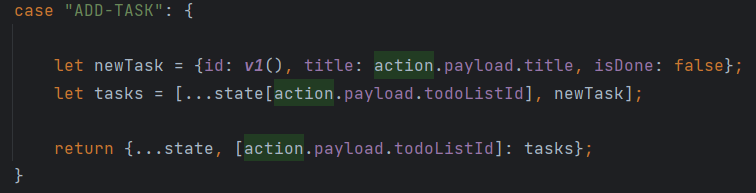 case "ADD-TASK": {
let newTask = {id: v1(), title: action.payload.title, isDone: false};
let tasks = [...state[action.payload.todoListId], newTask];
return {...state, [action.payload.todoListId]: tasks};
}